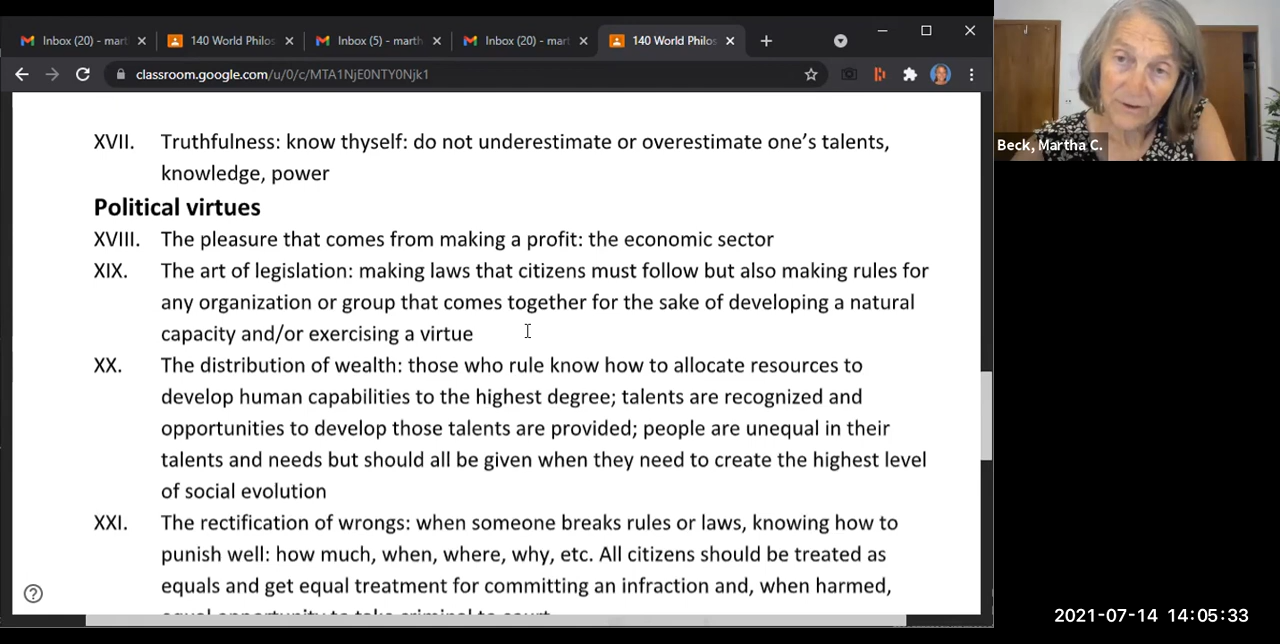 Inbox (20) - mart
140 World Philos
Inbox (5) - marth
Inbox (20) - mart
140 World Philos
classroom.google.com/u/0/c/MTA1NjE0NTY0Njk1
Beck, Martha C.
XVII. Truthfulness: know thyself: do not underestimate or overestimate one’s talents,
knowledge, power
Political virtues
XVIII. The pleasure that comes from making a profit: the economic sector
XIX. The art of legislation: making laws that citizens must follow but also making rules for
any organization or group that comes together for the sake of developing a natural
capacity and/or exercising a virtue
XX. The distribution of wealth: those who rule know how to allocate resources to
develop human capabilities to the highest degree; talents are recognized and
opportunities to develop those talents are provided; people are unequal in their
talents and needs but should all be given when they need to create the highest level
of social evolution
XXI. The rectification of wrongs: when someone breaks rules or laws, knowing how to
punish well: how much, when, where, why, etc. All citizens should be treated as
equals and get equal treatment for committing an infraction and, when harmed,
equal opportunity to take criminal to court
2021-07-14 14:05:33